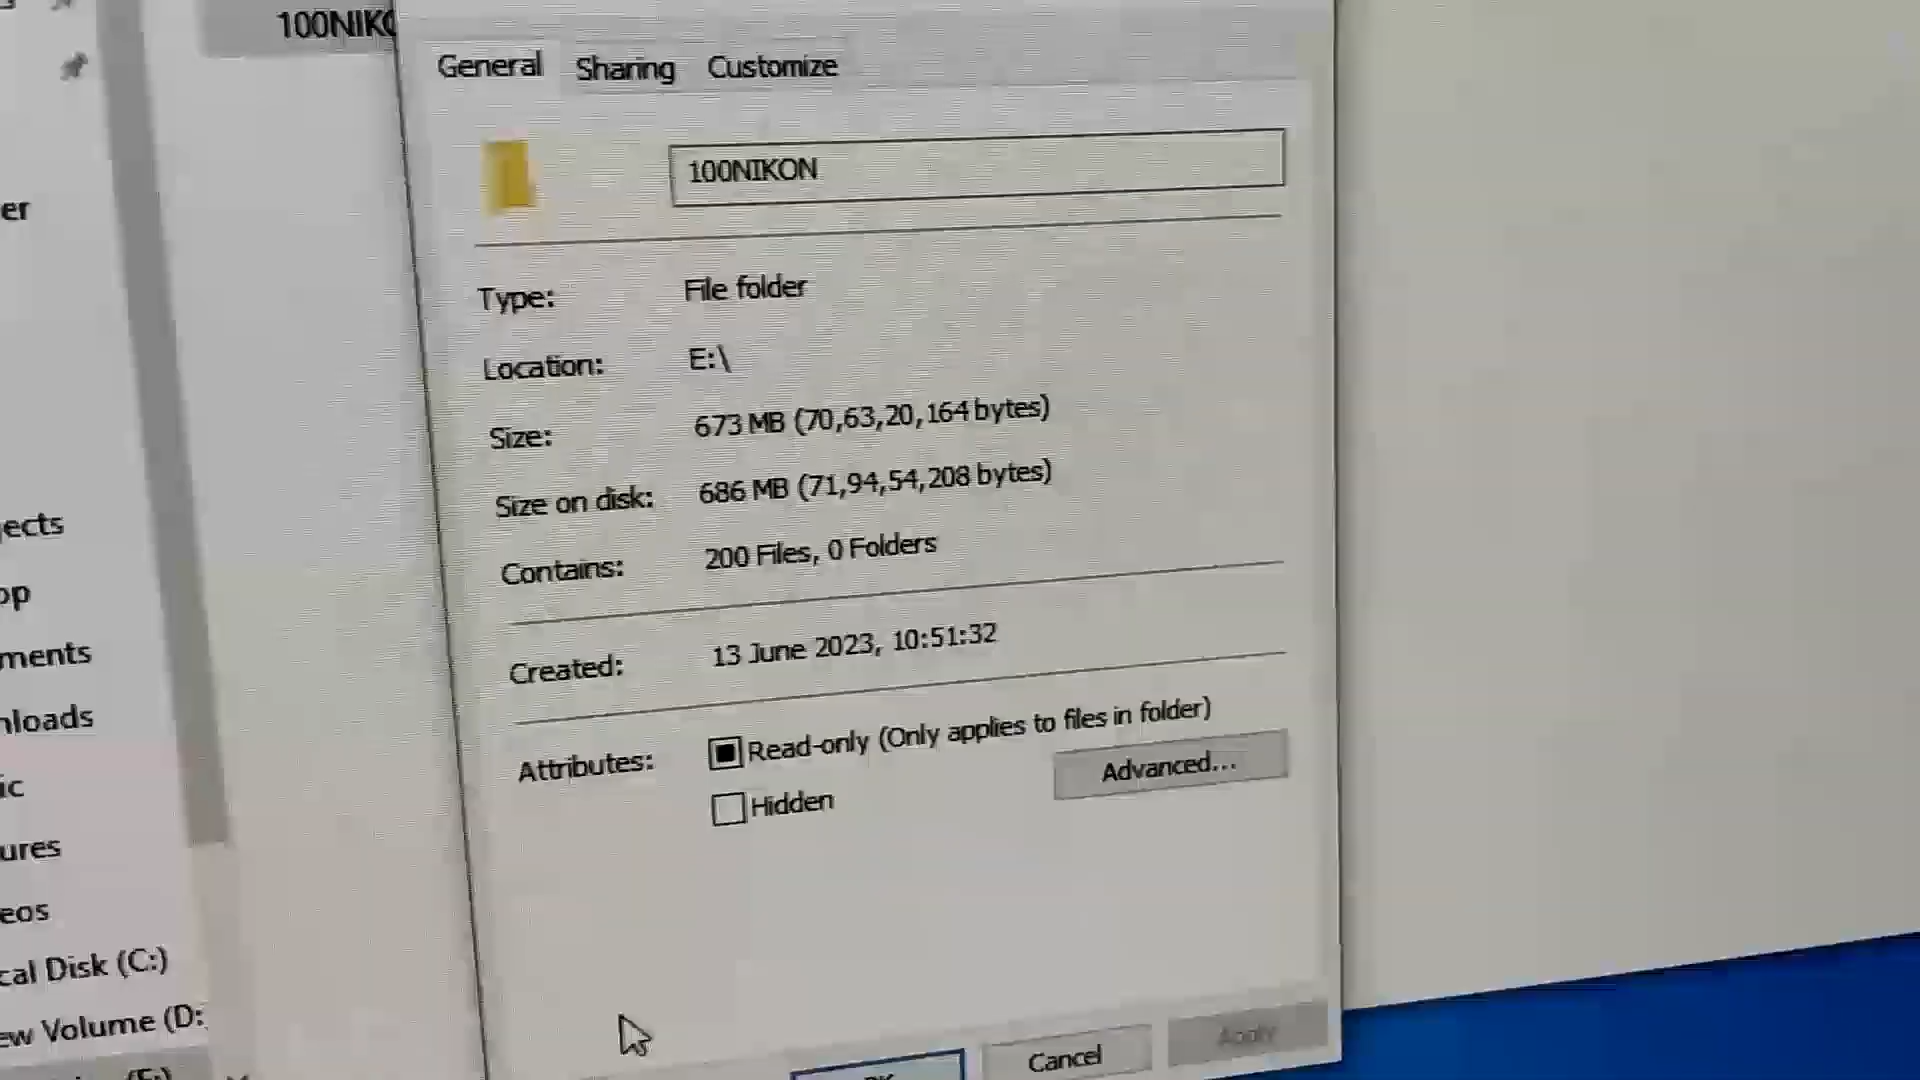 100NIKO
General Sharing Customize
100NIKON
Type: File folder
Location: E:\
Size: 673 MB (70,63,20,164 bytes)
Size on disk: 686 MB (71,94,54,208 bytes)
Contains: 200 Files, 0 Folders
Created: 13 June 2023, 10:51:32
Attributes: Read-only (Only applies to files in folder)
Advanced...
Hidden
Cancel Apply
er
jects
op
ments
nloads
ic
ures
eos
cal Disk (C:)
ew Volume (D:
(E:)